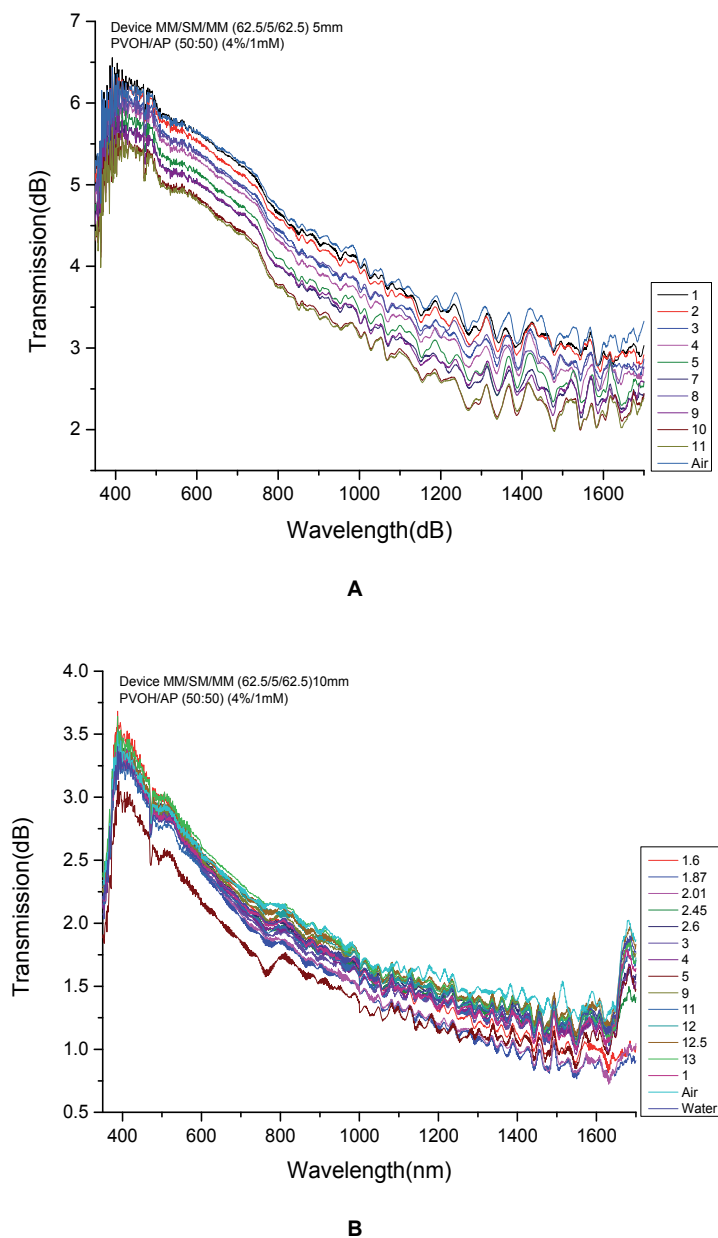 Device MM/SM/MM (62.5/5/62.5) 5mm
PVOH/AP (50:50) (4%/1mM)
7
6
5
4
3
2
Transmission(dB)
400 600 800 1000 1200 1400 1600
Wavelength(dB)
1
2
3
4
5
7
8
9
10
11
Air
A
Device MM/SM/MM (62.5/5/62.5)10mm
PVOH/AP (50:50) (4%/1mM)
4.0
3.5
3.0
2.5
2.0
1.5
1.0
0.5
Transmission(dB)
400 600 800 1000 1200 1400 1600
Wavelength(nm)
1.6
1.87
2.01
2.45
2.6
3
4
5
9
11
12
12.5
13
1
Air
Water
B